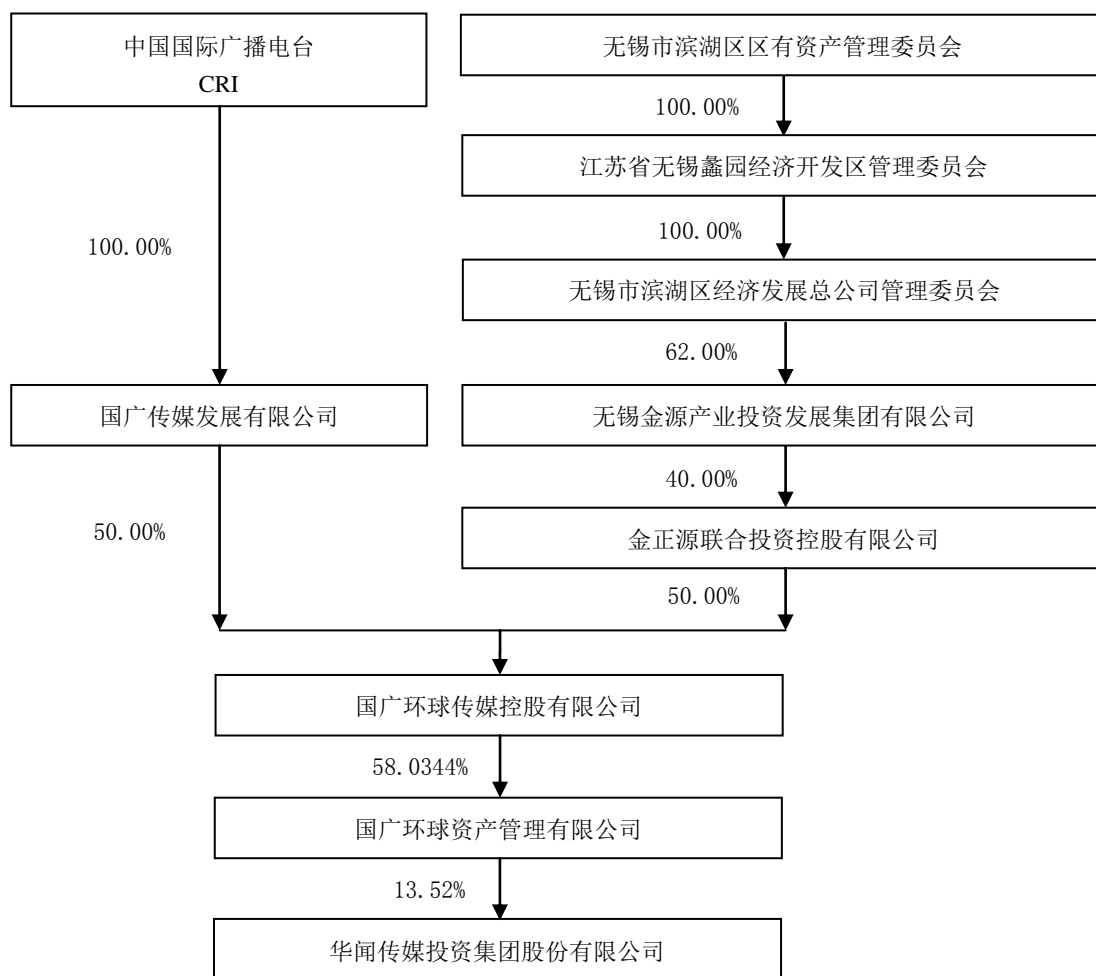 中国国际广播电台
CRI
无锡市滨湖区区有资产管理委员会
100.00%
江苏省无锡蠡园经济开发区管理委员会
100.00%
100.00%
无锡市滨湖区经济发展总公司管理委员会
62.00%
国广传媒发展有限公司
无锡金源产业投资发展集团有限公司
40.00%
50.00%
金正源联合投资控股有限公司
50.00%
国广环球传媒控股有限公司
58.0344%
国广环球资产管理有限公司
13.52%
华闻传媒投资集团股份有限公司